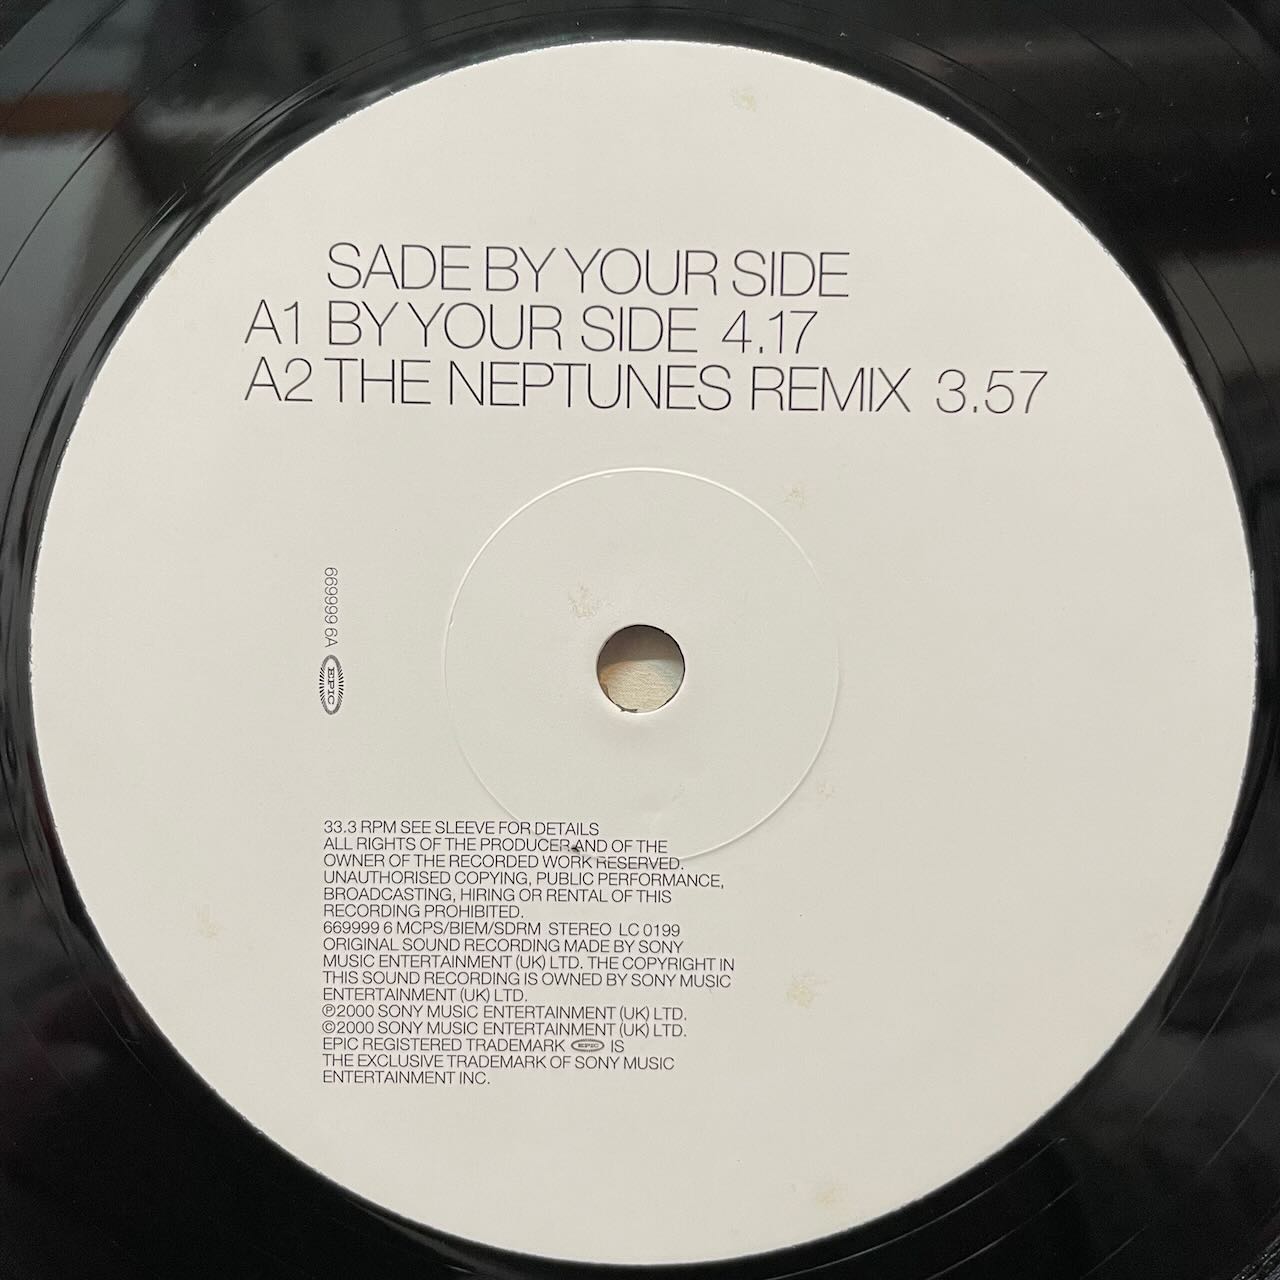 SADE BY YOUR SIDE
A1 BY YOUR SIDE 4.17
A2 THE NEPTUNES REMIX 3.57
669999 6A
EPIC
33.3 RPM SEE SLEEVE FOR DETAILS
ALL RIGHTS OF THE PRODUCER AND OF THE
OWNER OF THE RECORDED WORK RESERVED.
UNAUTHORISED COPYING, PUBLIC PERFORMANCE,
BROADCASTING, HIRING OR RENTAL OF THIS
RECORDING PROHIBITED.
669999 6 MCPS/BIEM/SDRM STEREO LC 0199
ORIGINAL SOUND RECORDING MADE BY SONY
MUSIC ENTERTAINMENT (UK) LTD. THE COPYRIGHT IN
THIS SOUND RECORDING IS OWNED BY SONY MUSIC
ENTERTAINMENT (UK) LTD.
℗2000 SONY MUSIC ENTERTAINMENT (UK) LTD.
©2000 SONY MUSIC ENTERTAINMENT (UK) LTD.
EPIC REGISTERED TRADEMARK EPIC IS
THE EXCLUSIVE TRADEMARK OF SONY MUSIC
ENTERTAINMENT INC.